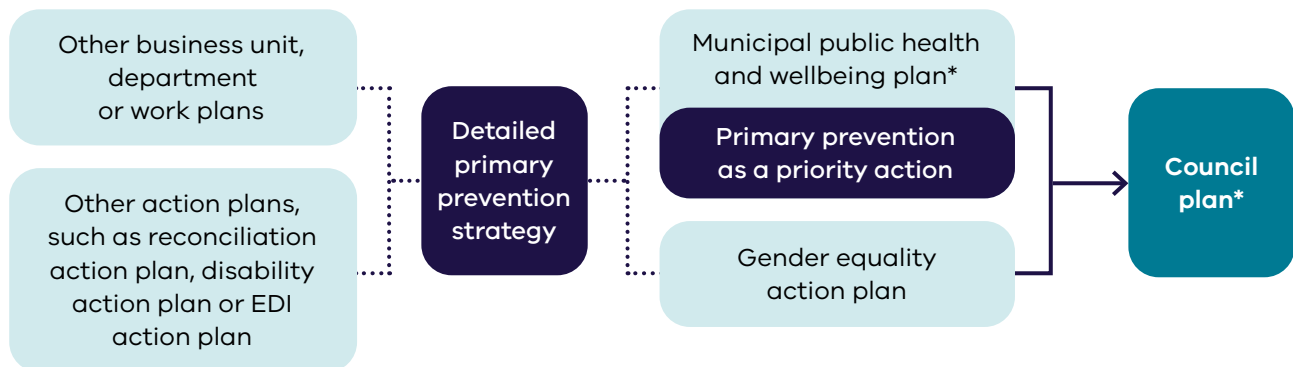 Other business unit,
department
or work plans
Other action plans,
such as reconciliation
action plan, disability
action plan or EDI
action plan
Detailed
primary
prevention
strategy
Municipal public health
and wellbeing plan*
Primary prevention
as a priority action
Gender equality
action plan
Council
plan*